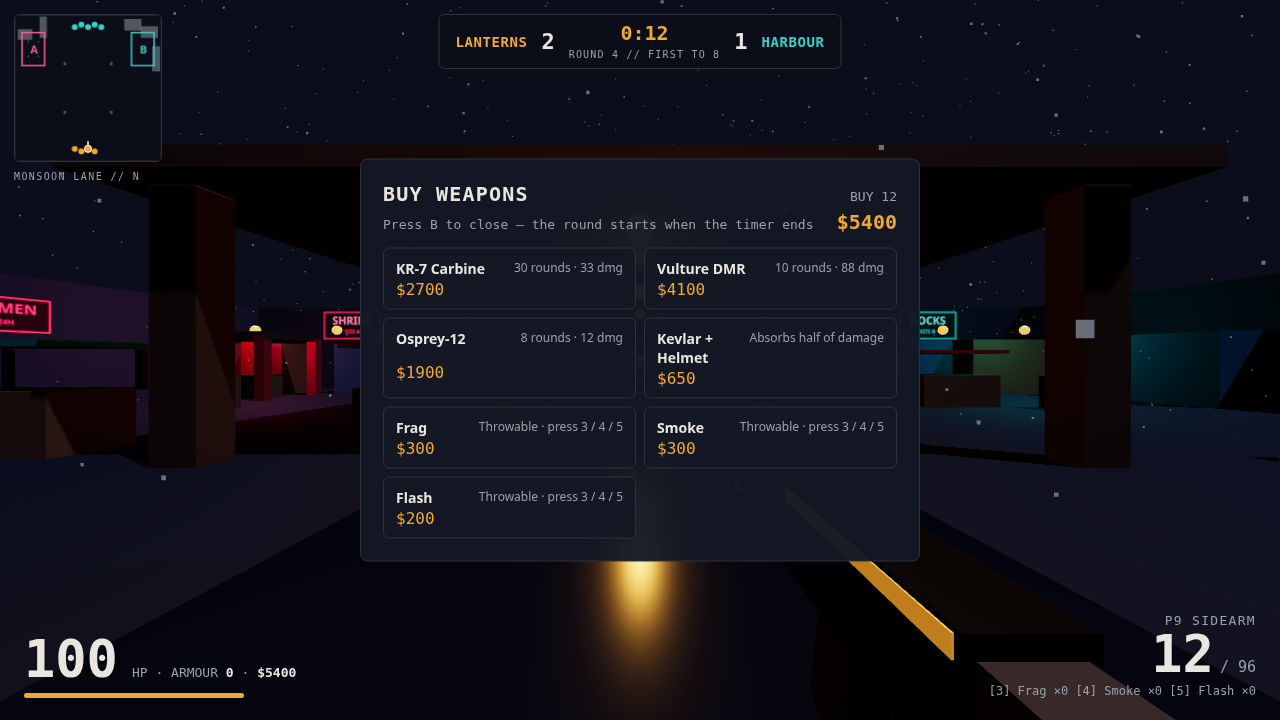 A
B
MONSOON LANE // N
LANTERNS 2
0:12
ROUND 4 // FIRST TO 8
1 HARBOUR
BUY WEAPONS
BUY 12
Press B to close — the round starts when the timer ends
$5400
KR-7 Carbine
30 rounds · 33 dmg
$2700
Vulture DMR
10 rounds · 88 dmg
$4100
Osprey-12
8 rounds · 12 dmg
$1900
Kevlar +
Helmet
Absorbs half of damage
$650
Frag
Throwable · press 3 / 4 / 5
$300
Smoke
Throwable · press 3 / 4 / 5
$300
Flash
Throwable · press 3 / 4 / 5
$200
MEN
24H
SHRI
OCKS
100 HP · ARMOUR 0 · $5400
P9 SIDEARM
12 / 96
[3] Frag ×0 [4] Smoke ×0 [5] Flash ×0